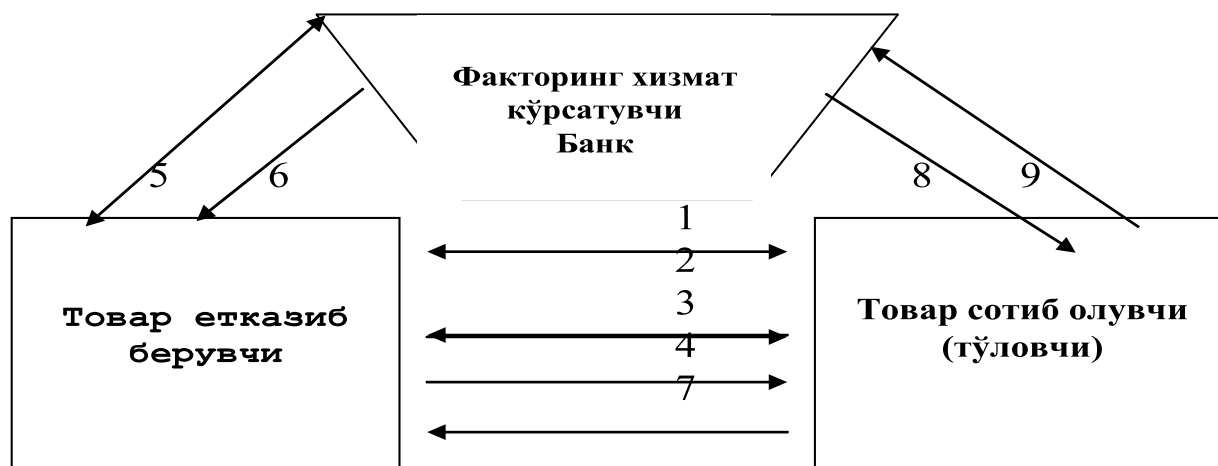 Факторинг хизмат
кўрсатувчи
Банк
5
6
8
9
1
2
3
4
7
Товар етказиб
берувчи
Товар сотиб олувчи
(тўловчи)